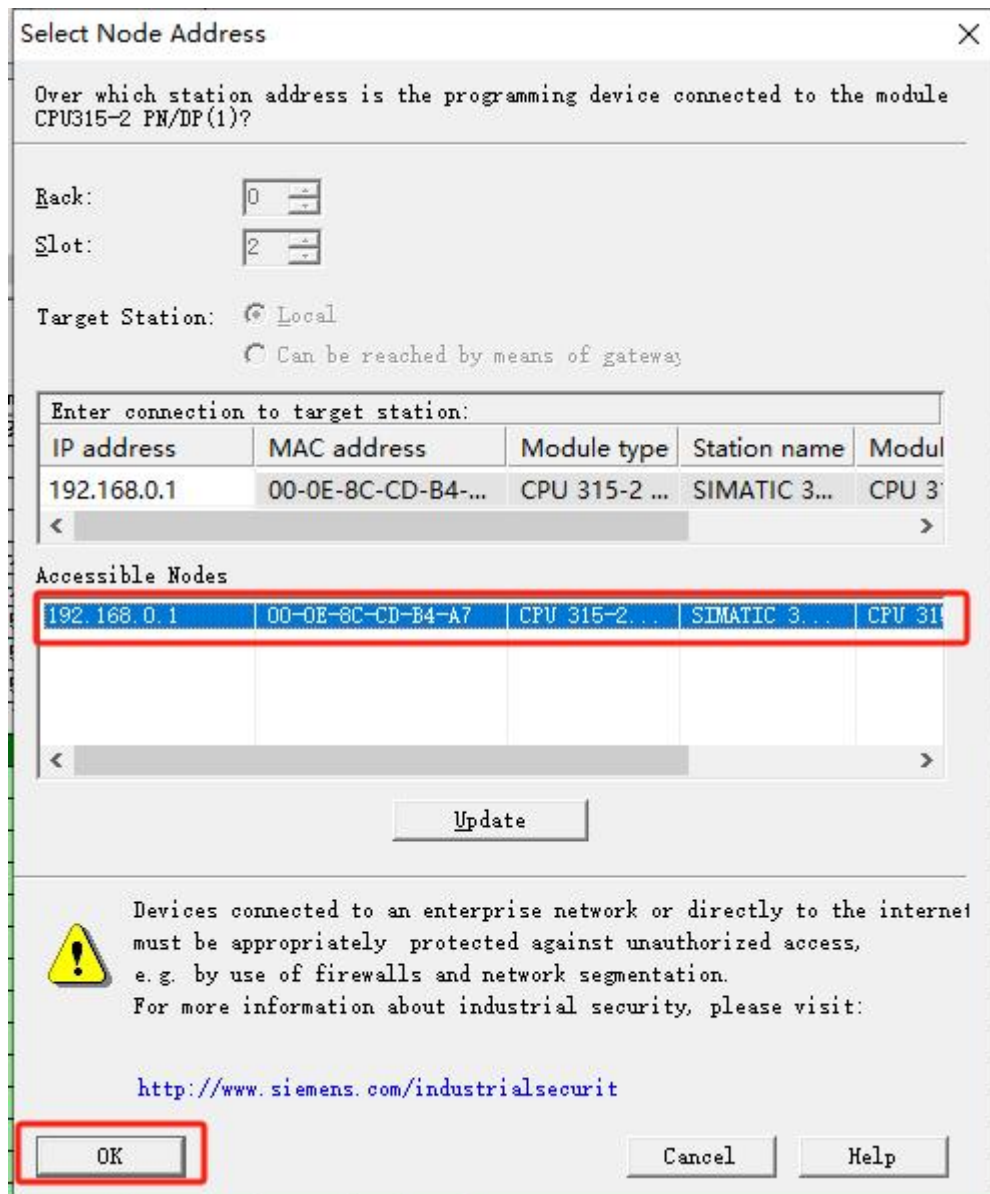 Select Node Address
Over which station address is the programming device connected to the module
CPU315-2 PN/DP(1)?
Rack: 0
Slot: 2
Target Station: Local
Can be reached by means of gateway
Enter connection to target station:
IP address MAC address Module type Station name Modul
192.168.0.1 00-0E-8C-CD-B4-... CPU 315-2 ... SIMATIC 3... CPU 3
Accessible Nodes
192.168.0.1 00-0E-8C-CD-B4-A7 CPU 315-2... SIMATIC 3... CPU 31
Update
Devices connected to an enterprise network or directly to the internet
must be appropriately protected against unauthorized access,
e.g. by use of firewalls and network segmentation.
For more information about industrial security, please visit:
http://www.siemens.com/industrialsecurit
OK Cancel Help